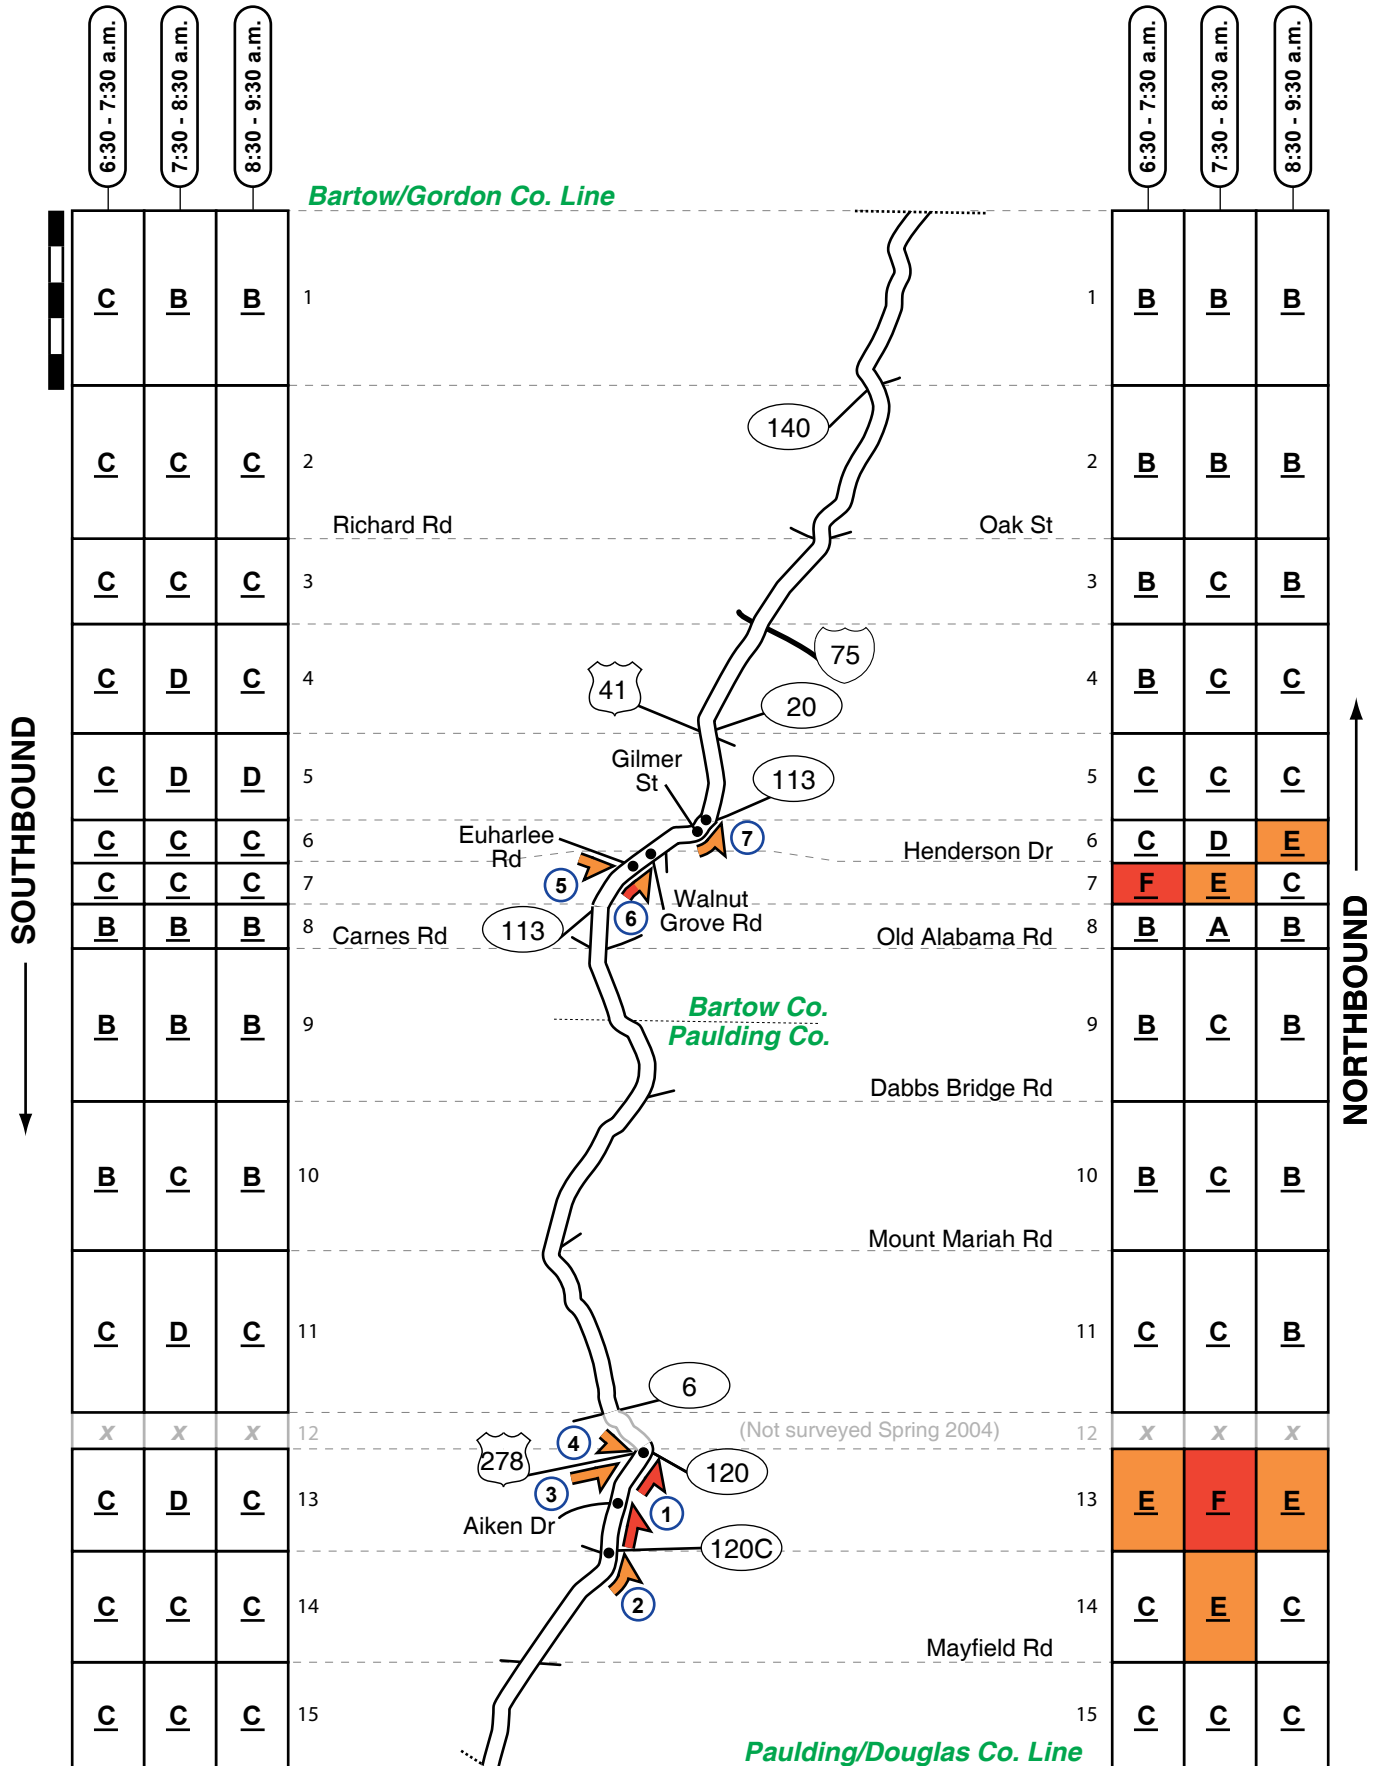 6:30 - 7:30 a.m.
7:30 - 8:30 a.m.
8:30 - 9:30 a.m.
6:30 - 7:30 a.m.
7:30 - 8:30 a.m.
8:30 - 9:30 a.m.
Bartow/Gordon Co. Line
C B B 1 1 B B B
140
C C C 2 2 B B B
Richard Rd Oak St
C C C 3 3 B C B
75
C D C 4 4 B C C
41
20
SOUTHBOUND
NORTHBOUND
Gilmer
St
113
C D D 5 5 C C C
Euharlee
Rd
7
C C C 6 6 C D E
Henderson Dr
5
C C C 7 7 F E C
Walnut
Grove Rd
6
113
B B B 8 8 B A B
Carnes Rd Old Alabama Rd
Bartow Co.
Paulding Co.
B B B 9 9 B C B
Dabbs Bridge Rd
B C B 10 10 B C B
Mount Mariah Rd
C D C 11 11 C C B
6
x x x 12 (Not surveyed Spring 2004) 12 x x x
4
278
120
3
C D C 13 13 E F E
1
Aiken Dr
120C
2
C C C 14 14 C E C
Mayfield Rd
C C C 15 15 C C C
Paulding/Douglas Co. Line